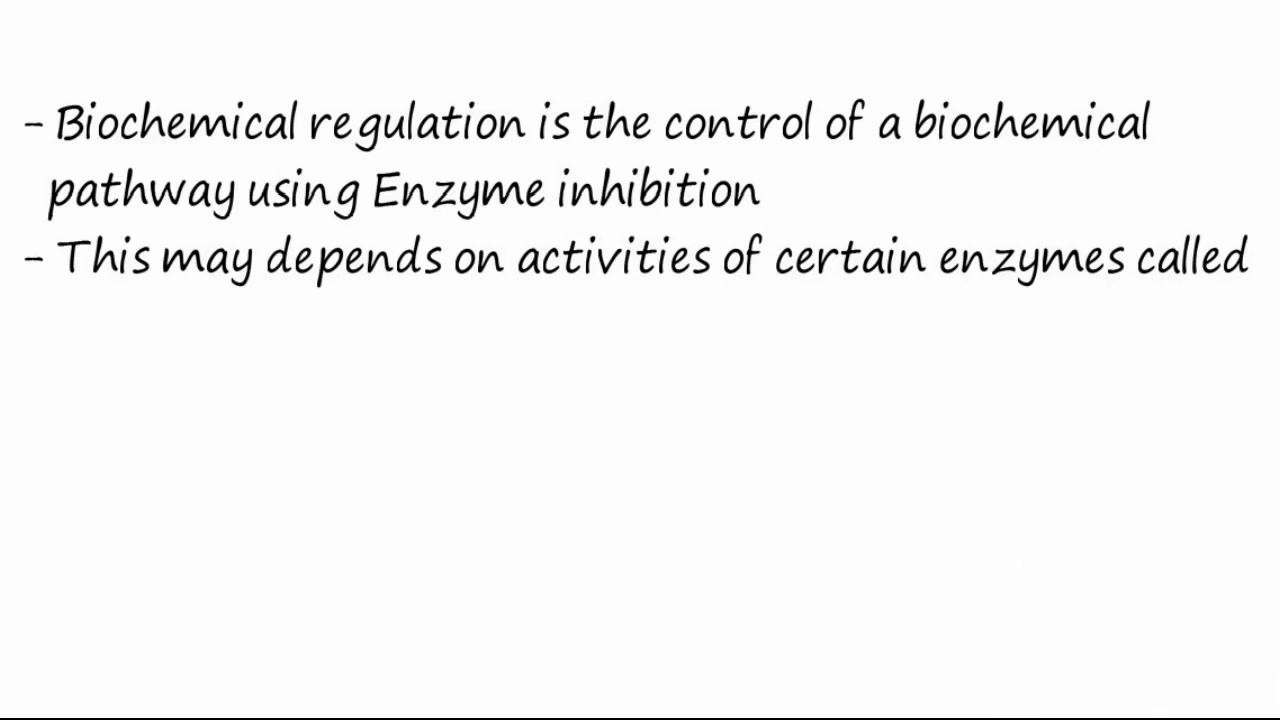 - Biochemical regulation is the control of a biochemical
pathway using Enzyme inhibition
- This may depends on activities of certain enzymes called